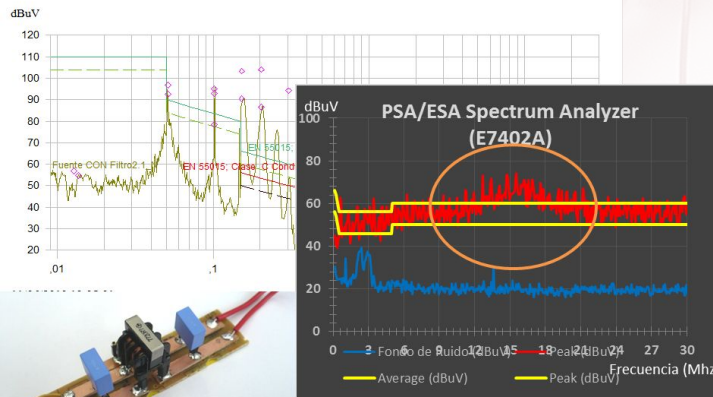 dBuV
120
110
100
90
80
70
60
50
40
30
20
Fuente CON Filtro2.1
EN 55015;
EN 55015; Clase C Cond
.01
.1
PSA/ESA Spectrum Analyzer
(E7402A)
dBuV
100
80
60
40
20
0
0 3 6 9 12 15 18 21 24 27 30
Fondo de Ruido (dBuV)
Peak (dBuV)
Frecuencia (Mhz
Average (dBuV)
Peak (dBuV)